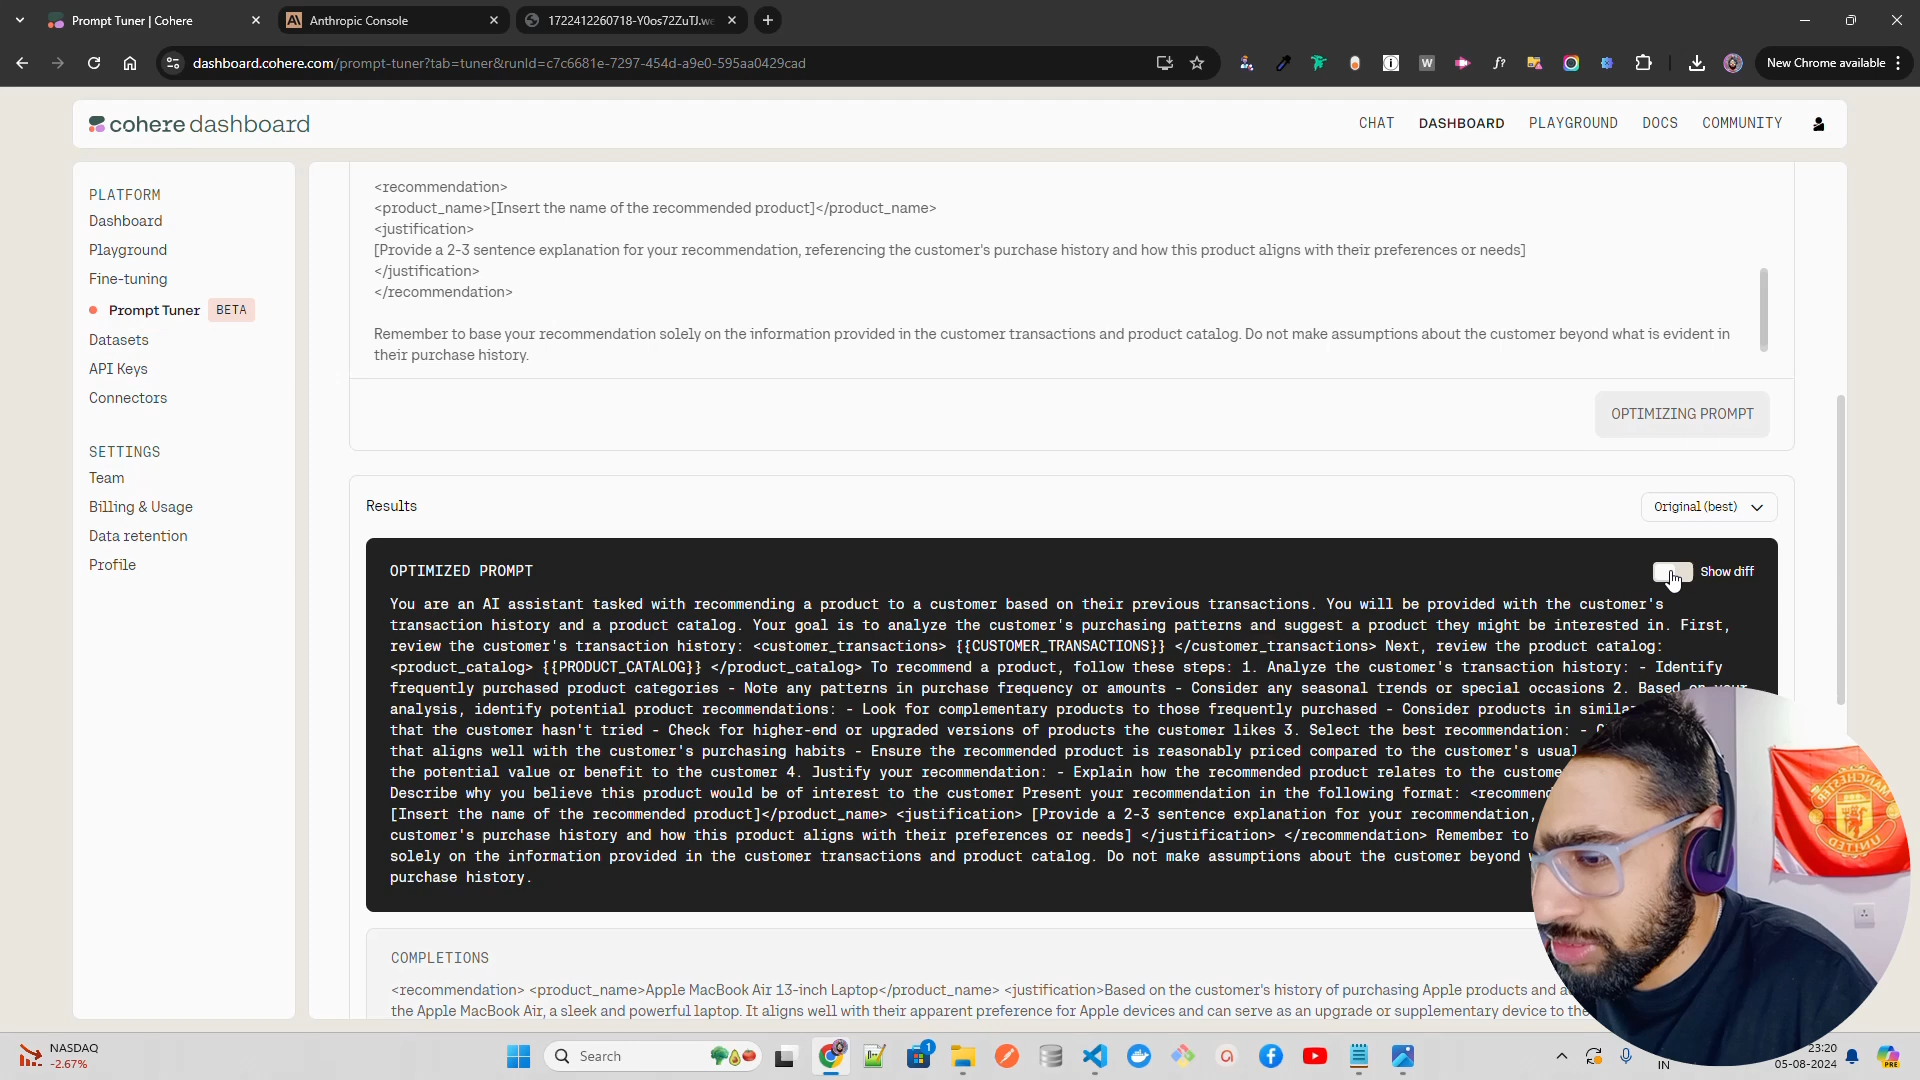 Prompt Tuner | Cohere
Anthropic Console
1722412260718-Y0os72ZuTJ.we
dashboard.cohere.com/prompt-tuner?tab=tuner&runId=c7c6681e-7297-454d-a9e0-595aa0429cad
New Chrome available
cohere dashboard
CHAT
DASHBOARD
PLAYGROUND
DOCS
COMMUNITY
PLATFORM
Dashboard
Playground
Fine-tuning
Prompt Tuner BETA
Datasets
API Keys
Connectors
SETTINGS
Team
Billing & Usage
Data retention
Profile
<recommendation>
<product_name>[Insert the name of the recommended product]</product_name>
<justification>
[Provide a 2-3 sentence explanation for your recommendation, referencing the customer's purchase history and how this product aligns with their preferences or needs]
</justification>
</recommendation>
Remember to base your recommendation solely on the information provided in the customer transactions and product catalog. Do not make assumptions about the customer beyond what is evident in
their purchase history.
OPTIMIZING PROMPT
Results
Original (best)
OPTIMIZED PROMPT
Show diff
You are an AI assistant tasked with recommending a product to a customer based on their previous transactions. You will be provided with the customer's
transaction history and a product catalog. Your goal is to analyze the customer's purchasing patterns and suggest a product they might be interested in. First,
review the customer's transaction history: <customer_transactions> {{CUSTOMER_TRANSACTIONS}} </customer_transactions> Next, review the product catalog:
<product_catalog> {{PRODUCT_CATALOG}} </product_catalog> To recommend a product, follow these steps: 1. Analyze the customer's transaction history: - Identify
frequently purchased product categories - Note any patterns in purchase frequency or amounts - Consider any seasonal trends or special occasions 2. Based on your
analysis, identify potential product recommendations: - Look for complementary products to those frequently purchased - Consider products in
that the customer hasn't tried - Check for higher-end or upgraded versions of products the customer likes 3. Select the best recommendation: -
that aligns well with the customer's purchasing habits - Ensure the recommended product is reasonably priced compared to the customer's usual
the potential value or benefit to the customer 4. Justify your recommendation: - Explain how the recommended product relates to the
Describe why you believe this product would be of interest to the customer Present your recommendation in the following format:
[Insert the name of the recommended product]</product_name> <justification> [Provide a 2-3 sentence explanation for your recommendation,
customer's purchase history and how this product aligns with their preferences or needs] </justification> </recommendation> Remember to
solely on the information provided in the customer transactions and product catalog. Do not make assumptions about the customer beyond
purchase history.
COMPLETIONS
<recommendation> <product_name>Apple MacBook Air 13-inch Laptop</product_name> <justification>Based on the customer's history of purchasing Apple products and
the Apple MacBook Air, a sleek and powerful laptop. It aligns well with their apparent preference for Apple devices and can serve as an upgrade or supplementary device to
MANCHESTER
UNITED
NASDAQ
-2.67%
Search
1
IN
23:20
05-08-2024